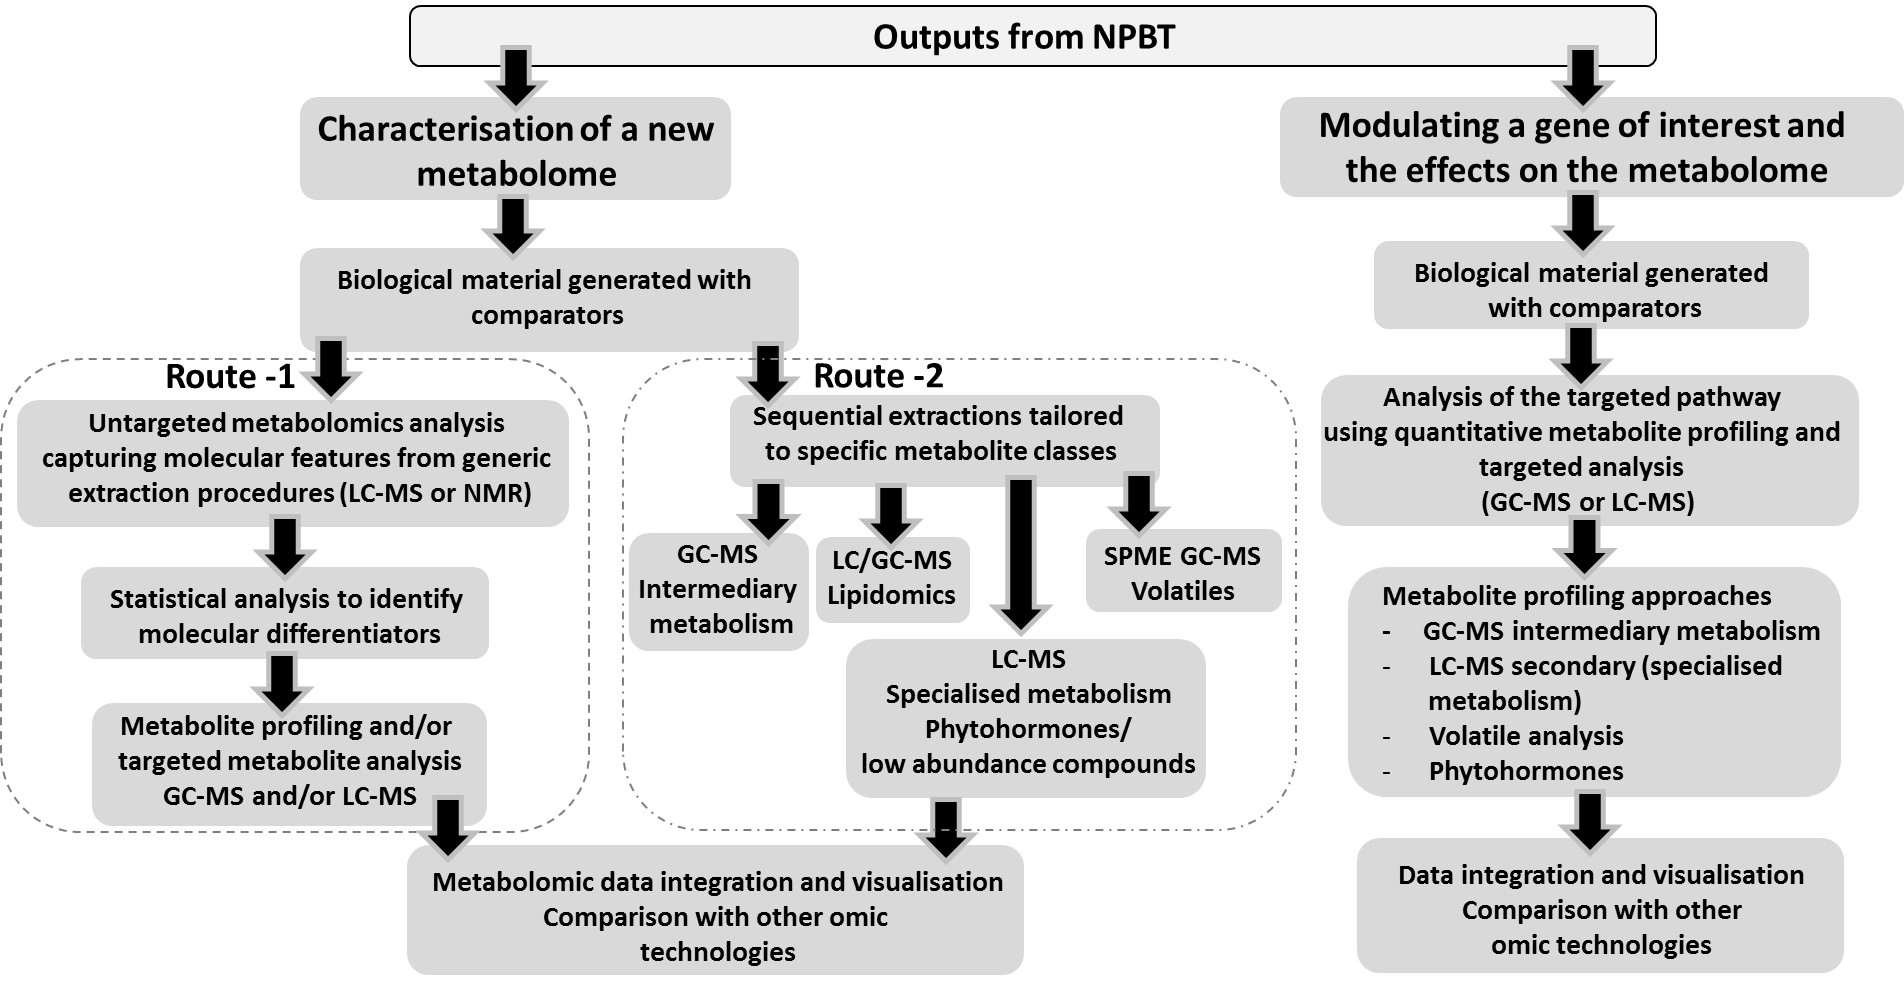 Outputs from NPBT
Characterisation of a new
metabolome
Biological material generated with
comparators
Route -1
Untargeted metabolomics analysis
capturing molecular features from generic
extraction procedures (LC-MS or NMR)
Statistical analysis to identify
molecular differentiators
Metabolite profiling and/or
targeted metabolite analysis
GC-MS and/or LC-MS
Route -2
Sequential extractions tailored
to specific metabolite classes
GC-MS
Intermediary
metabolism
LC/GC-MS
Lipidomics
SPME GC-MS
Volatiles
LC-MS
Specialised metabolism
Phytohormones/
low abundance compounds
Metabolomic data integration and visualisation
Comparison with other omic
technologies
Modulating a gene of interest and
the effects on the metabolome
Biological material generated
with comparators
Analysis of the targeted pathway
using quantitative metabolite profiling and
targeted analysis
(GC-MS or LC-MS)
Metabolite profiling approaches
- GC-MS intermediary metabolism
- LC-MS secondary (specialised
metabolism)
- Volatile analysis
- Phytohormones
Data integration and visualisation
Comparison with other
omic technologies